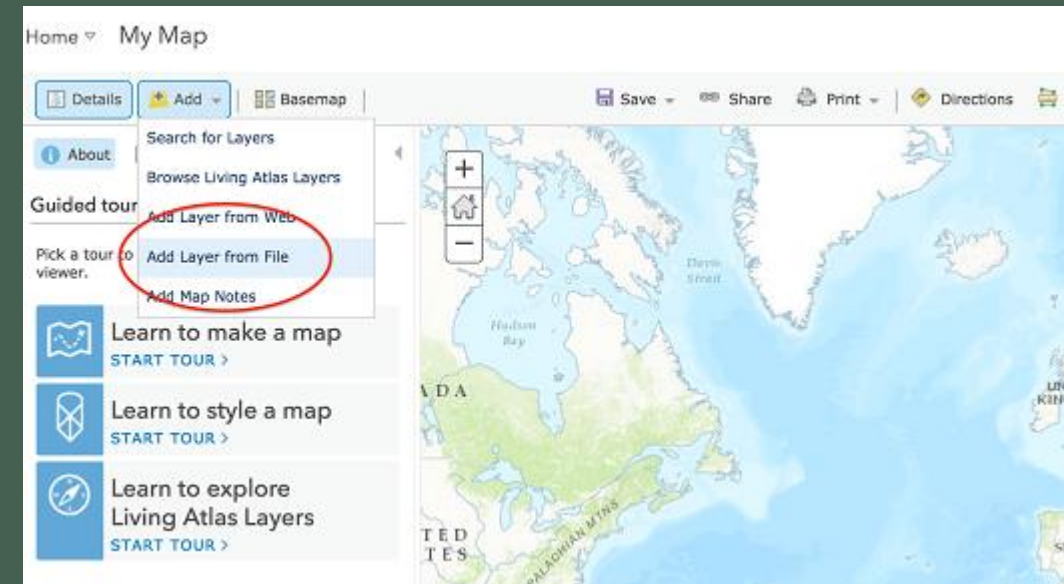 Home My Map
Details Add Basemap Save Share Print Directions
About
Search for Layers
Browse Living Atlas Layers
Guided tour
Add Layer from Web
Pick a tour to
viewer.
Add Layer from File
Add Map Notes
Learn to make a map
START TOUR >
Learn to style a map
START TOUR >
Learn to explore
Living Atlas Layers
START TOUR >
Davis
Strait
Hudson
Bay
ADA
TED
TES
UN
KIN